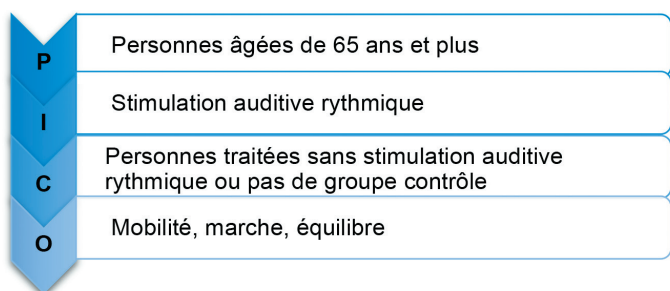 P
Personnes âgées de 65 ans et plus
I
Stimulation auditive rythmique
C
Personnes traitées sans stimulation auditive
rythmique ou pas de groupe contrôle
O
Mobilité, marche, équilibre